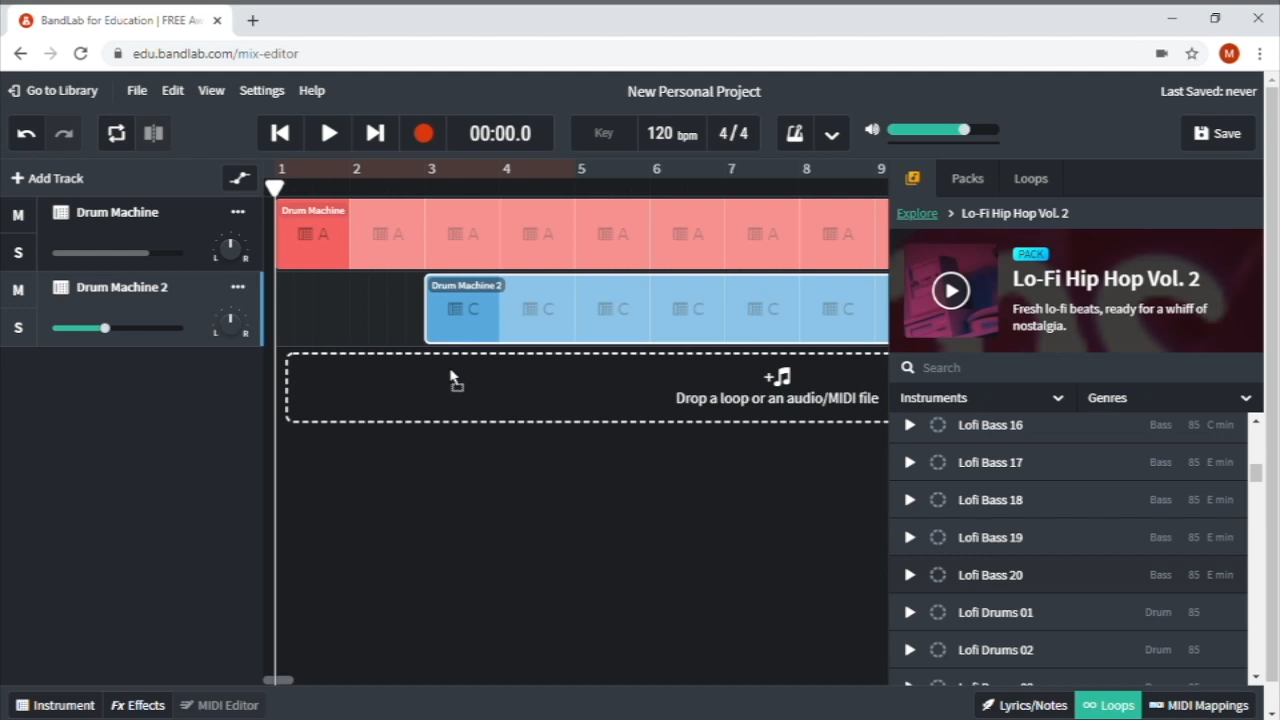 BandLab for Education | FREE Aw
edu.bandlab.com/mix-editor
M
Go to Library
File Edit View Settings Help
New Personal Project
Last Saved: never
00:00.0
Key
120 bpm
4/4
Save
+ Add Track
1 2 3 4 5 6 7 8 9
Packs
Loops
M
Drum Machine
S
L R
Drum Machine
A A A A A A A A
M
Drum Machine 2
S
L R
Drum Machine 2
C C C C C C
Drop a loop or an audio/MIDI file
Explore > Lo-Fi Hip Hop Vol. 2
PACK
Lo-Fi Hip Hop Vol. 2
Fresh lo-fi beats, ready for a whiff of
nostalgia.
Search
Instruments
Genres
Lofi Bass 16 Bass 85 C min
Lofi Bass 17 Bass 85 E min
Lofi Bass 18 Bass 85 E min
Lofi Bass 19 Bass 85 E min
Lofi Bass 20 Bass 85 E min
Lofi Drums 01 Drum 85
Lofi Drums 02 Drum 85
Instrument
Fx Effects
MIDI Editor
Lyrics/Notes
Loops
MIDI Mappings